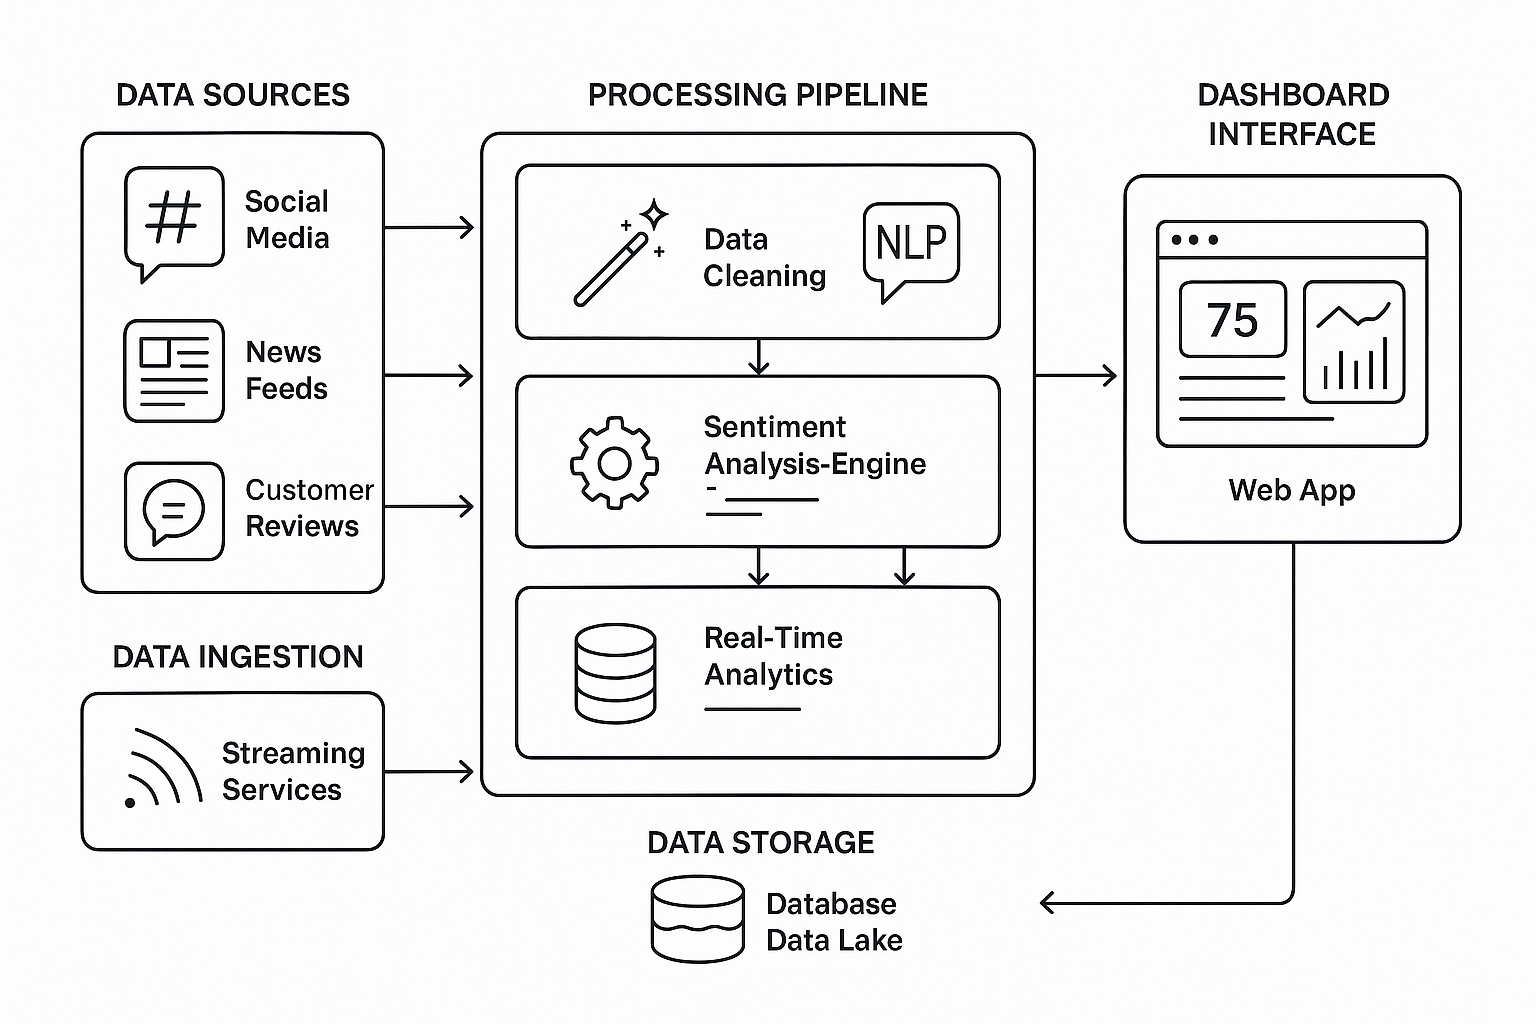 DATA SOURCES
Social
Media
News
Feeds
Customer
Reviews
DATA INGESTION
Streaming
Services
PROCESSING PIPELINE
Data
Cleaning
NLP
Sentiment
Analysis-Engine
Real-Time
Analytics
DATA STORAGE
Database
Data Lake
DASHBOARD
INTERFACE
75
Web App